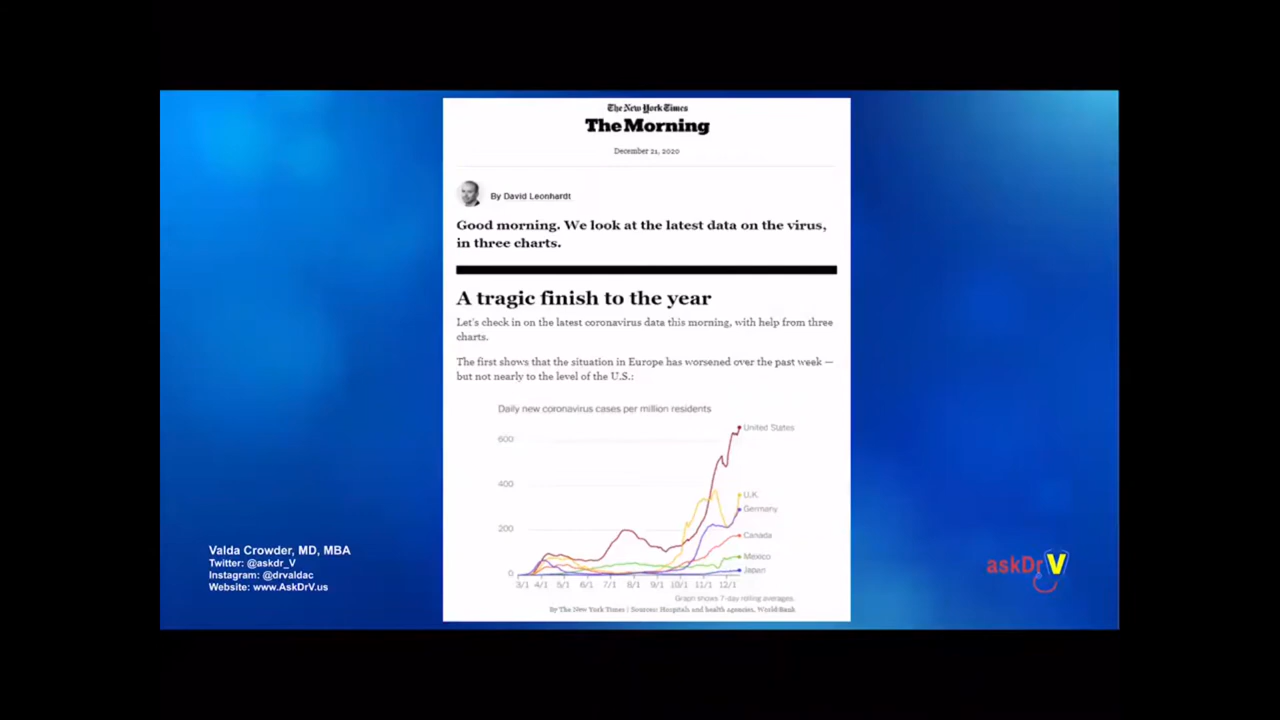 The New York Times
The Morning
December 21, 2020
By David Leonhardt
Good morning. We look at the latest data on the virus,
in three charts.
A tragic finish to the year
Let's check in on the latest coronavirus data this morning, with help from three
charts.
The first shows that the situation in Europe has worsened over the past week —
but not nearly to the level of the U.S.:
Daily new coronavirus cases per million residents
United States
600
400
U.K.
Germany
200
Canada
Mexico
Japan
0
3/1 4/1 5/1 6/1 7/1 8/1 9/1 10/1 11/1 12/1
Graph shows 7-day rolling averages.
By The New York Times | Sources: Hospitals and health agencies, World Bank
Valda Crowder, MD, MBA
Twitter: @askdr_V
Instagram: @drvaldac
Website: www.AskDrV.us
askDrV